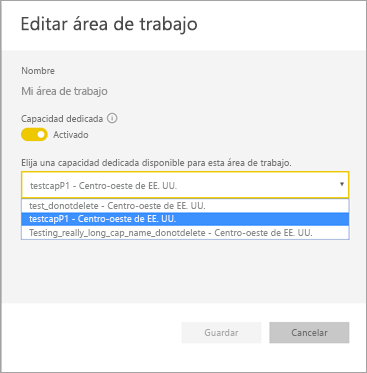 Editar área de trabajo
Nombre
Mi área de trabajo
Capacidad dedicada
Activado
Elija una capacidad dedicada disponible para esta área de trabajo.
testcapP1 - Centro-oeste de EE. UU.
test_donotdelete - Centro-oeste de EE. UU.
testcapP1 - Centro-oeste de EE. UU.
Testing_really_long_cap_name_donotdelete - Centro-oeste de EE. UU.
Guardar Cancelar